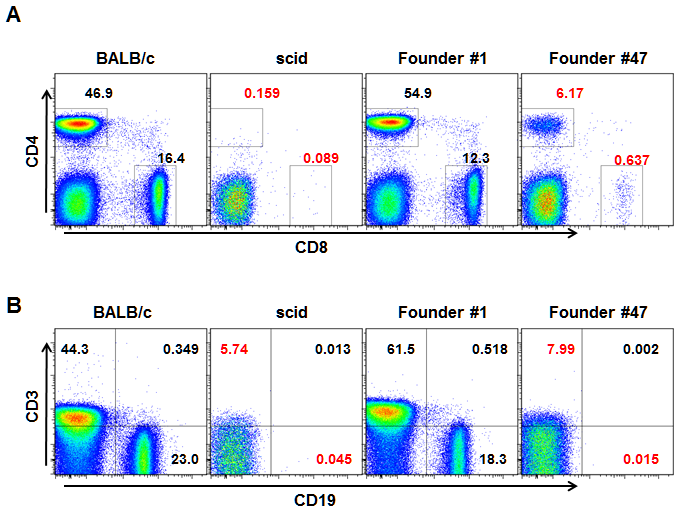 A
BALB/c scid Founder #1 Founder #47
46.9 0.159 54.9 6.17
16.4 0.089 12.3 0.637
CD4
CD8
B
BALB/c scid Founder #1 Founder #47
44.3 0.349 5.74 0.013 61.5 0.518 7.99 0.002
23.0 0.045 18.3 0.015
CD3
CD19